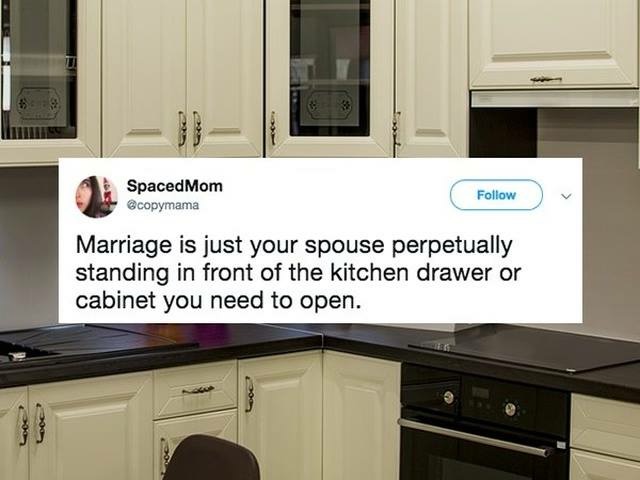 SpacedMom
@copymama
Follow
Marriage is just your spouse perpetually
standing in front of the kitchen drawer or
cabinet you need to open.